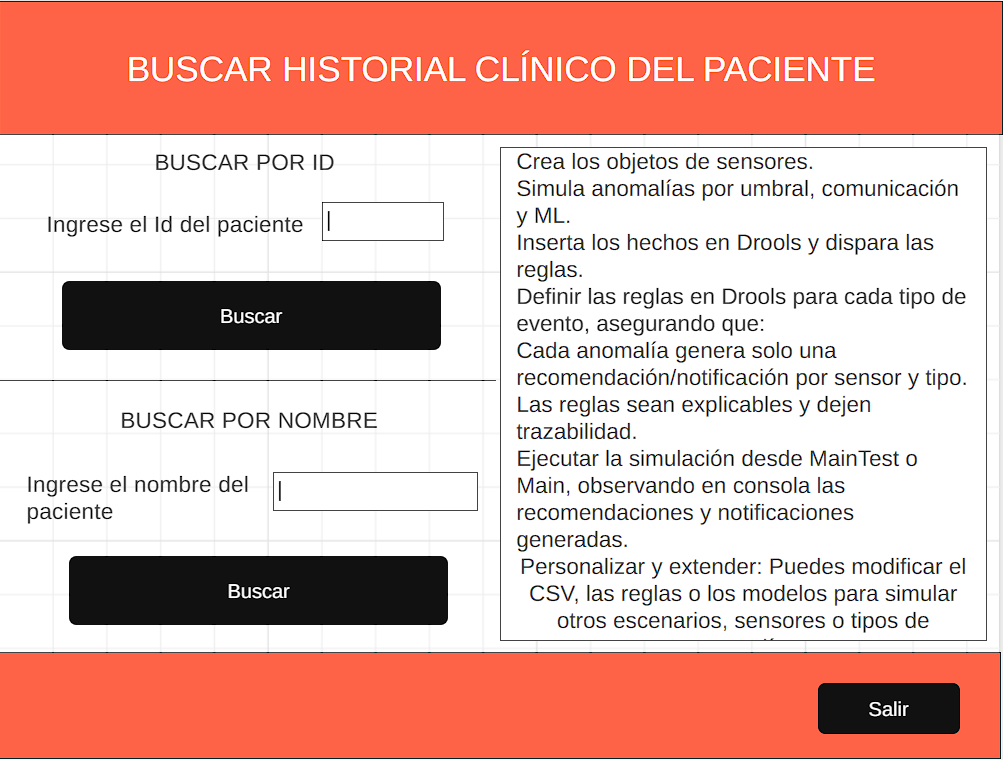 BUSCAR HISTORIAL CLÍNICO DEL PACIENTE
BUSCAR POR ID
Ingrese el Id del paciente
Buscar
BUSCAR POR NOMBRE
Ingrese el nombre del
paciente
Buscar
Crea los objetos de sensores.
Simula anomalías por umbral, comunicación
y ML.
Inserta los hechos en Drools y dispara las
reglas.
Definir las reglas en Drools para cada tipo de
evento, asegurando que:
Cada anomalía genera solo una
recomendación/notificación por sensor y tipo.
Las reglas sean explicables y dejen
trazabilidad.
Ejecutar la simulación desde MainTest o
Main, observando en consola las
recomendaciones y notificaciones
generadas.
Personalizar y extender: Puedes modificar el
CSV, las reglas o los modelos para simular
otros escenarios, sensores o tipos de
Salir